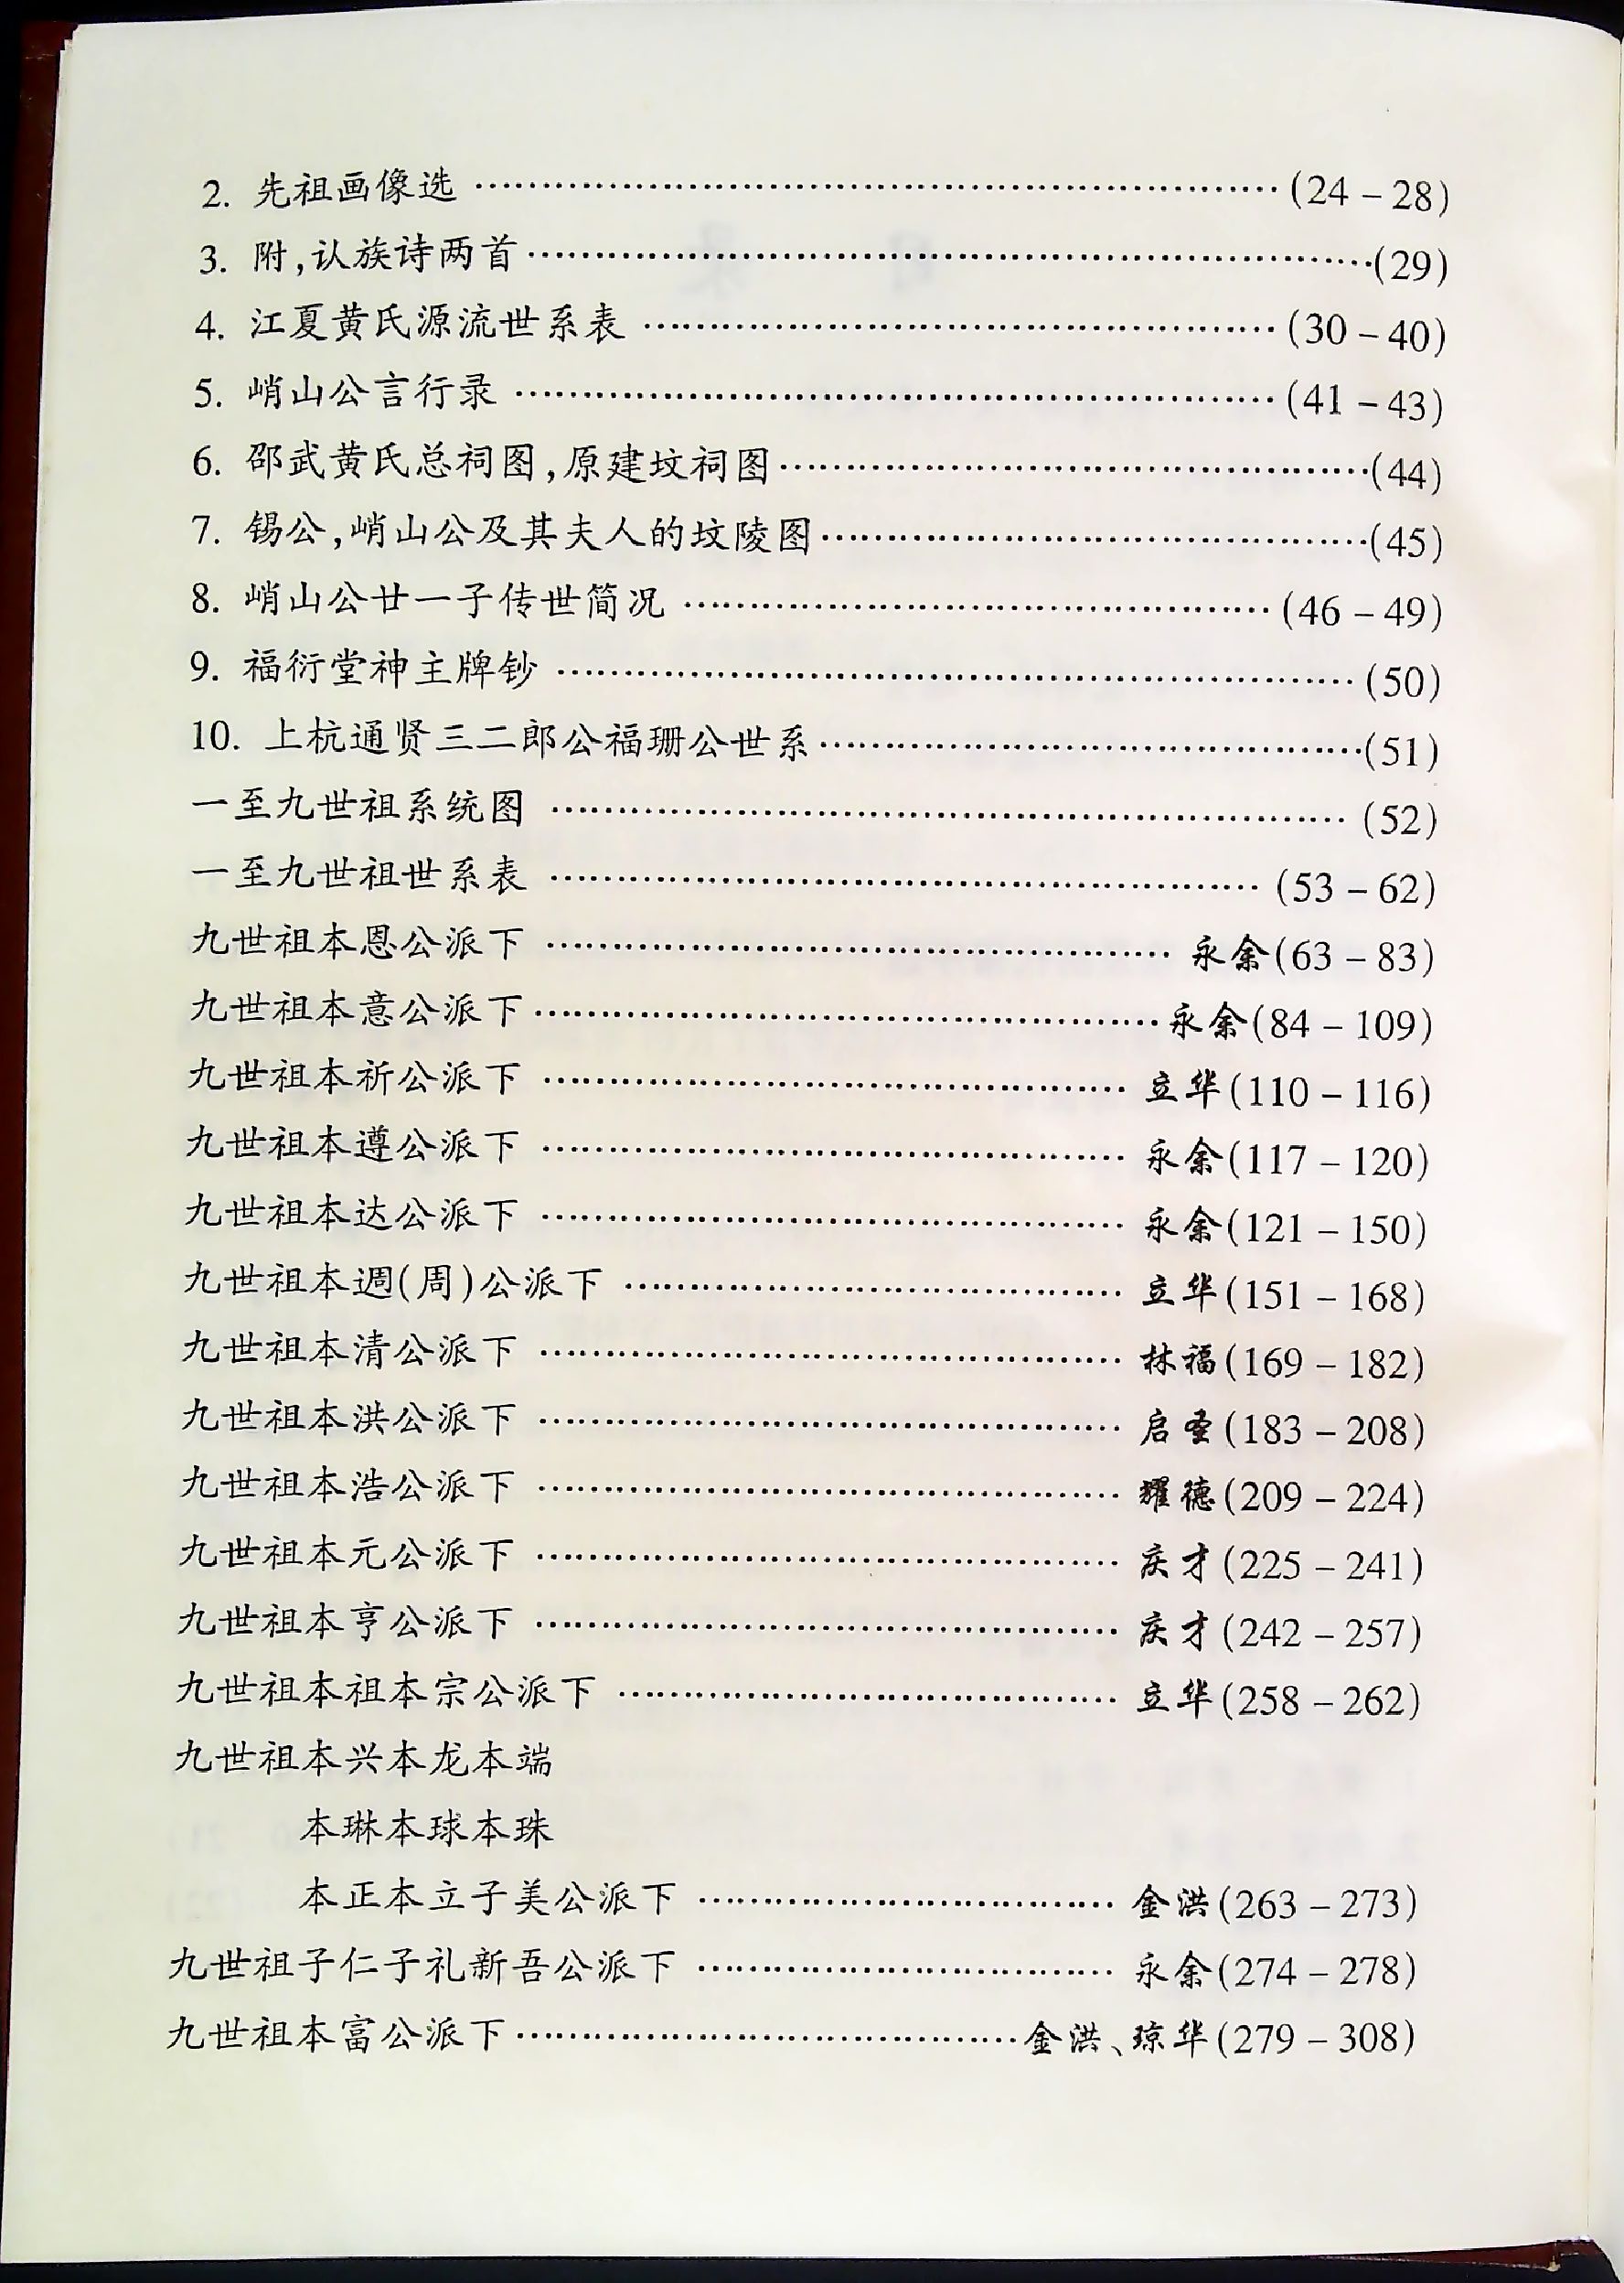 2. 先祖画像选 ………………………………………………… (24 – 28)
3. 附,认族诗两首 ………………………………………………… (29)
4. 江夏黄氏源流世系表 ………………………………………… (30 – 40)
5. 峭山公言行录 ………………………………………………… (41 – 43)
6. 邵武黄氏总祠图,原建坟祠图 ………………………………… (44)
7. 锡公,峭山公及其夫人的坟陵图 ……………………………… (45)
8. 峭山公廿一子传世简况 ……………………………………… (46 – 49)
9. 福衍堂神主牌钞 ……………………………………………… (50)
10. 上杭通贤三二郎公福珊公世系 ……………………………… (51)
一至九世祖系统图 ……………………………………………… (52)
一至九世祖世系表 ……………………………………………… (53 – 62)
九世祖本恩公派下 ………………………………………… 永余(63 – 83)
九世祖本意公派下 ………………………………………… 永余(84 – 109)
九世祖本祈公派下 ……………………………………… 立华(110 – 116)
九世祖本遵公派下 ……………………………………… 永余(117 – 120)
九世祖本达公派下 ……………………………………… 永余(121 – 150)
九世祖本週(周)公派下 ………………………………… 立华(151 – 168)
九世祖本清公派下 ……………………………………… 林福(169 – 182)
九世祖本洪公派下 ……………………………………… 启圣(183 – 208)
九世祖本浩公派下 ……………………………………… 耀德(209 – 224)
九世祖本元公派下 ……………………………………… 庆才(225 – 241)
九世祖本亨公派下 ……………………………………… 庆才(242 – 257)
九世祖本祖本宗公派下 ………………………………… 立华(258 – 262)
九世祖本兴本龙本端
本琳本球本珠
本正本立子美公派下 …………………………… 金洪(263 – 273)
九世祖子仁子礼新吾公派下 …………………………… 永余(274 – 278)
九世祖本富公派下 ………………………………… 金洪、琼华(279 – 308)